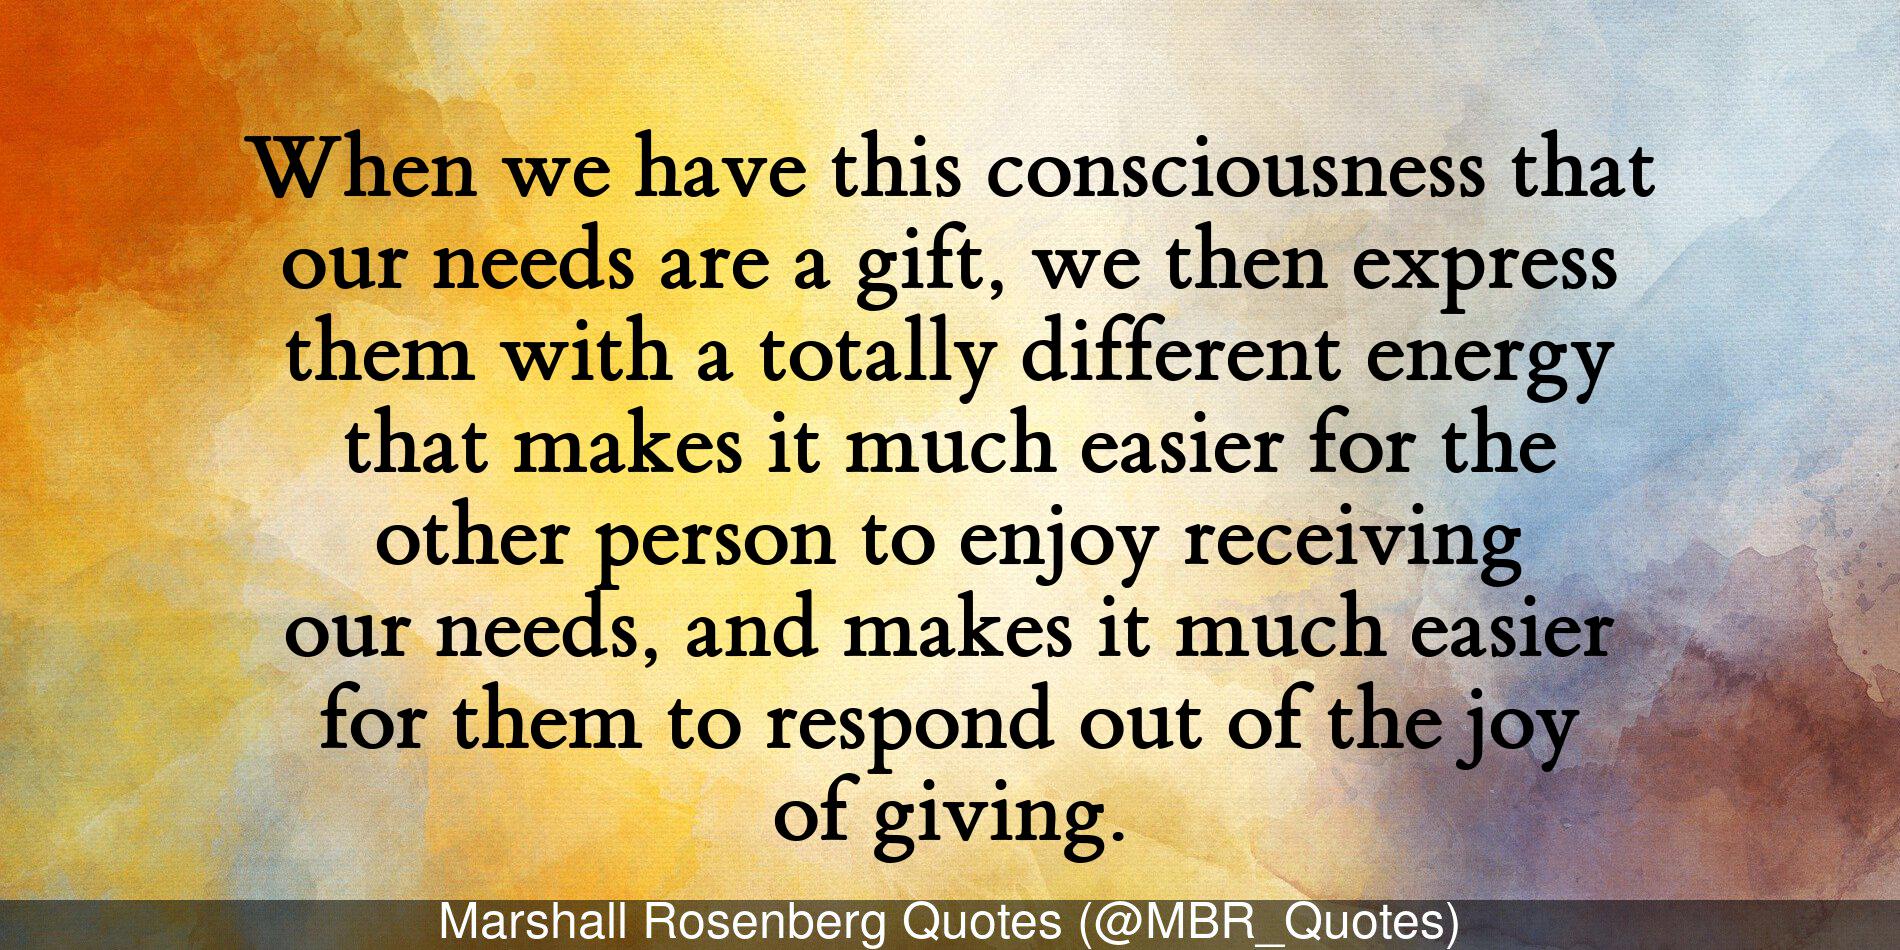 When we have this consciousness that
our needs are a gift, we then express
them with a totally different energy
that makes it much easier for the
other person to enjoy receiving
our needs, and makes it much easier
for them to respond out of the joy
of giving.
Marshall Rosenberg Quotes (@MBR_Quotes)